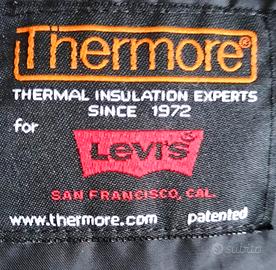 Thermore®
THERMAL INSULATION EXPERTS
SINCE 1972
for
Levi's
SAN FRANCISCO, CAL.
www.thermore.com patented
subito